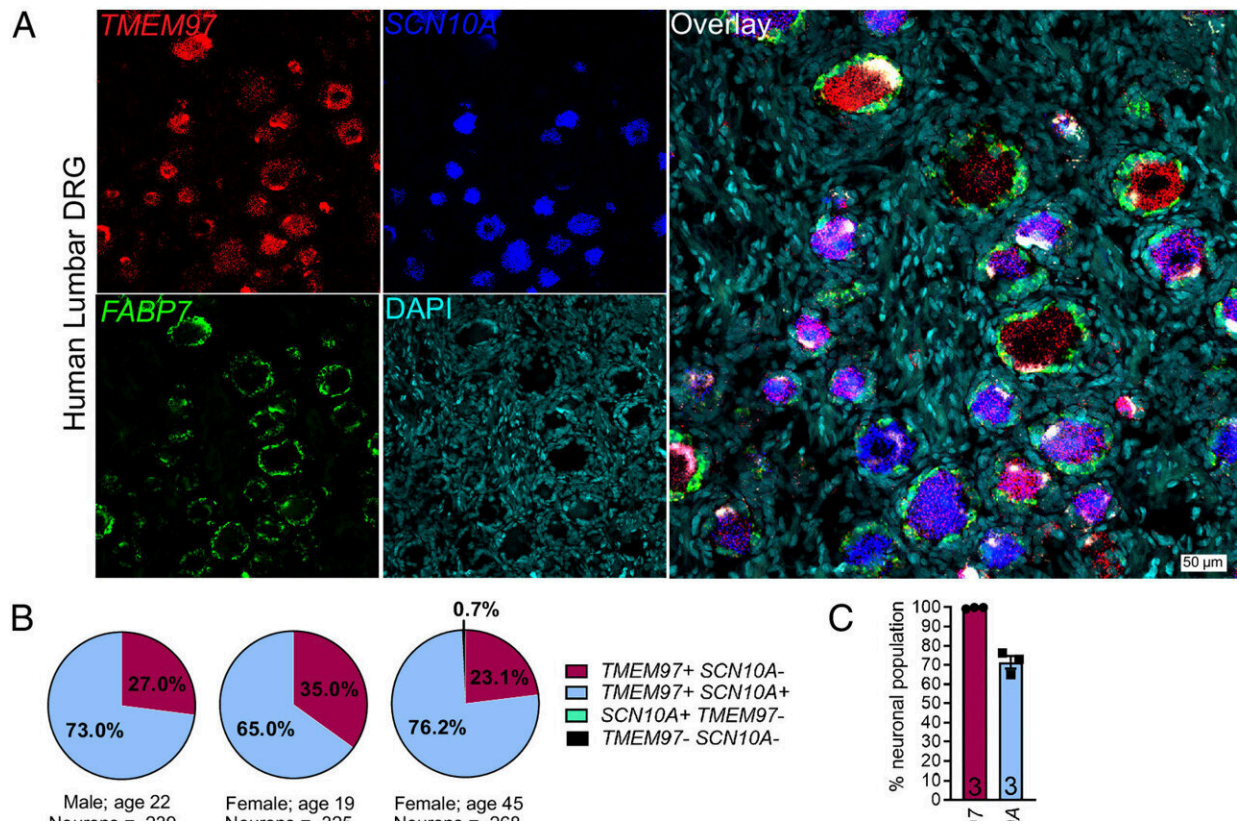 A
TMEM97
SCN10A
Overlay
Human Lumbar DRG
FABP7
DAPI
50 µm
B
27.0%
73.0%
35.0%
65.0%
0.7%
23.1%
76.2%
TMEM97+ SCN10A-
TMEM97+ SCN10A+
SCN10A+ TMEM97-
TMEM97- SCN10A-
Male; age 22
Female; age 19
Female; age 45
C
% neuronal population
100
90
80
70
60
50
40
30
20
10
0
3
3